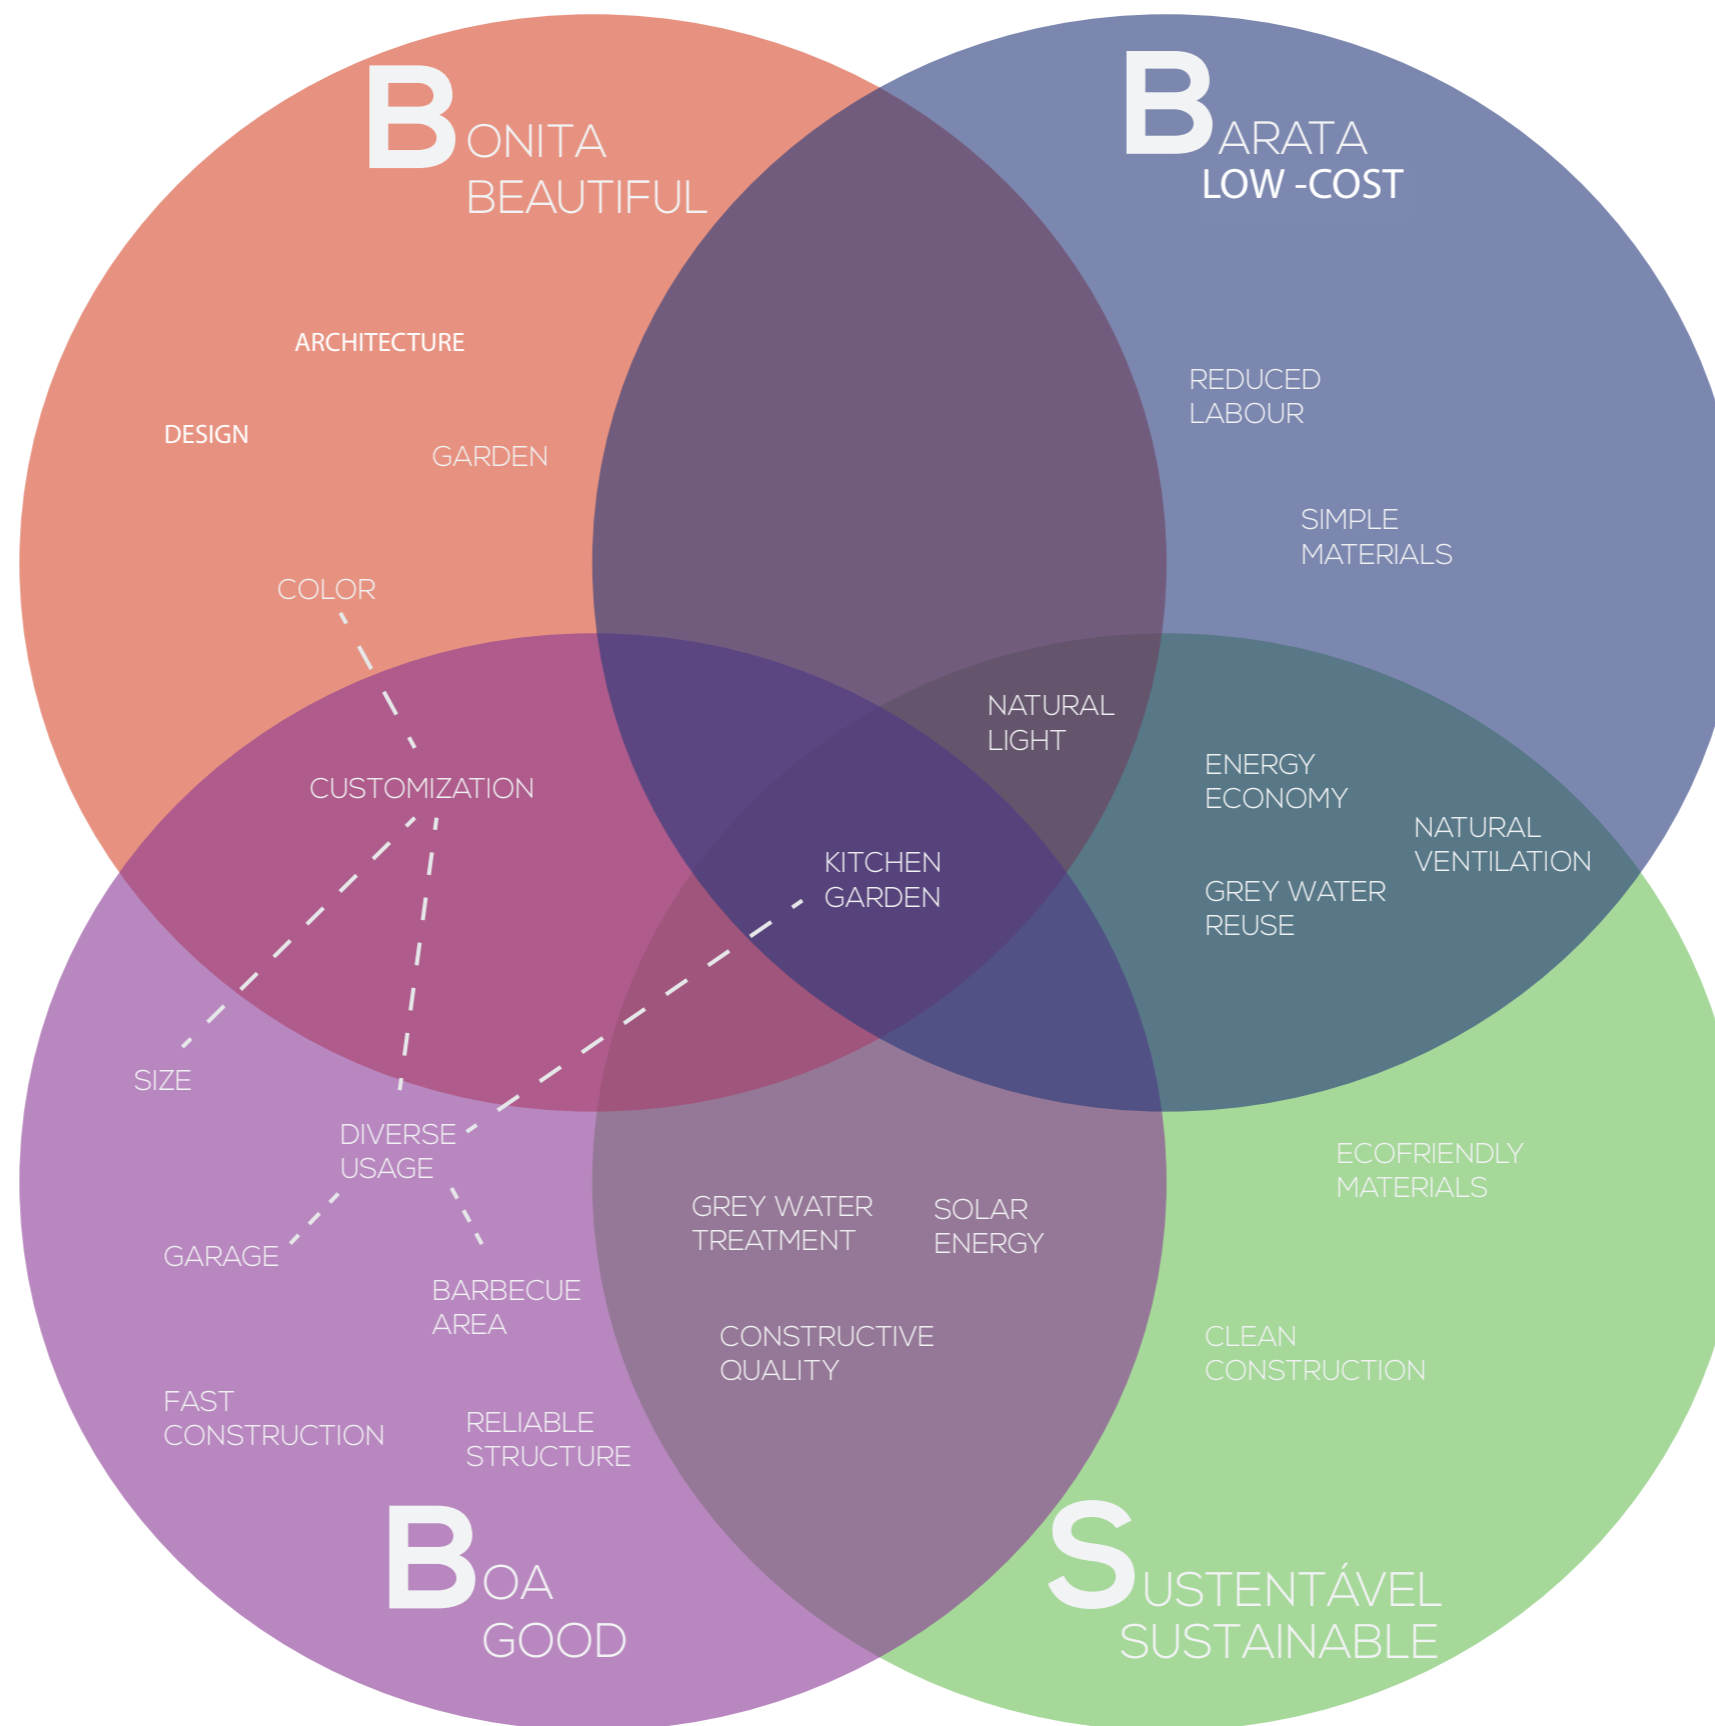 BONITA
BEAUTIFUL
BARATA
LOW -COST
ARCHITECTURE
DESIGN
GARDEN
COLOR
REDUCED
LABOUR
SIMPLE
MATERIALS
CUSTOMIZATION
NATURAL
LIGHT
ENERGY
ECONOMY
NATURAL
VENTILATION
GREY WATER
REUSE
KITCHEN
GARDEN
SIZE
DIVERSE
USAGE
GARAGE
BARBECUE
AREA
FAST
CONSTRUCTION
RELIABLE
STRUCTURE
GREY WATER
TREATMENT
SOLAR
ENERGY
CONSTRUCTIVE
QUALITY
ECOFRIENDLY
MATERIALS
CLEAN
CONSTRUCTION
BOA
GOOD
SUSTENTÁVEL
SUSTAINABLE